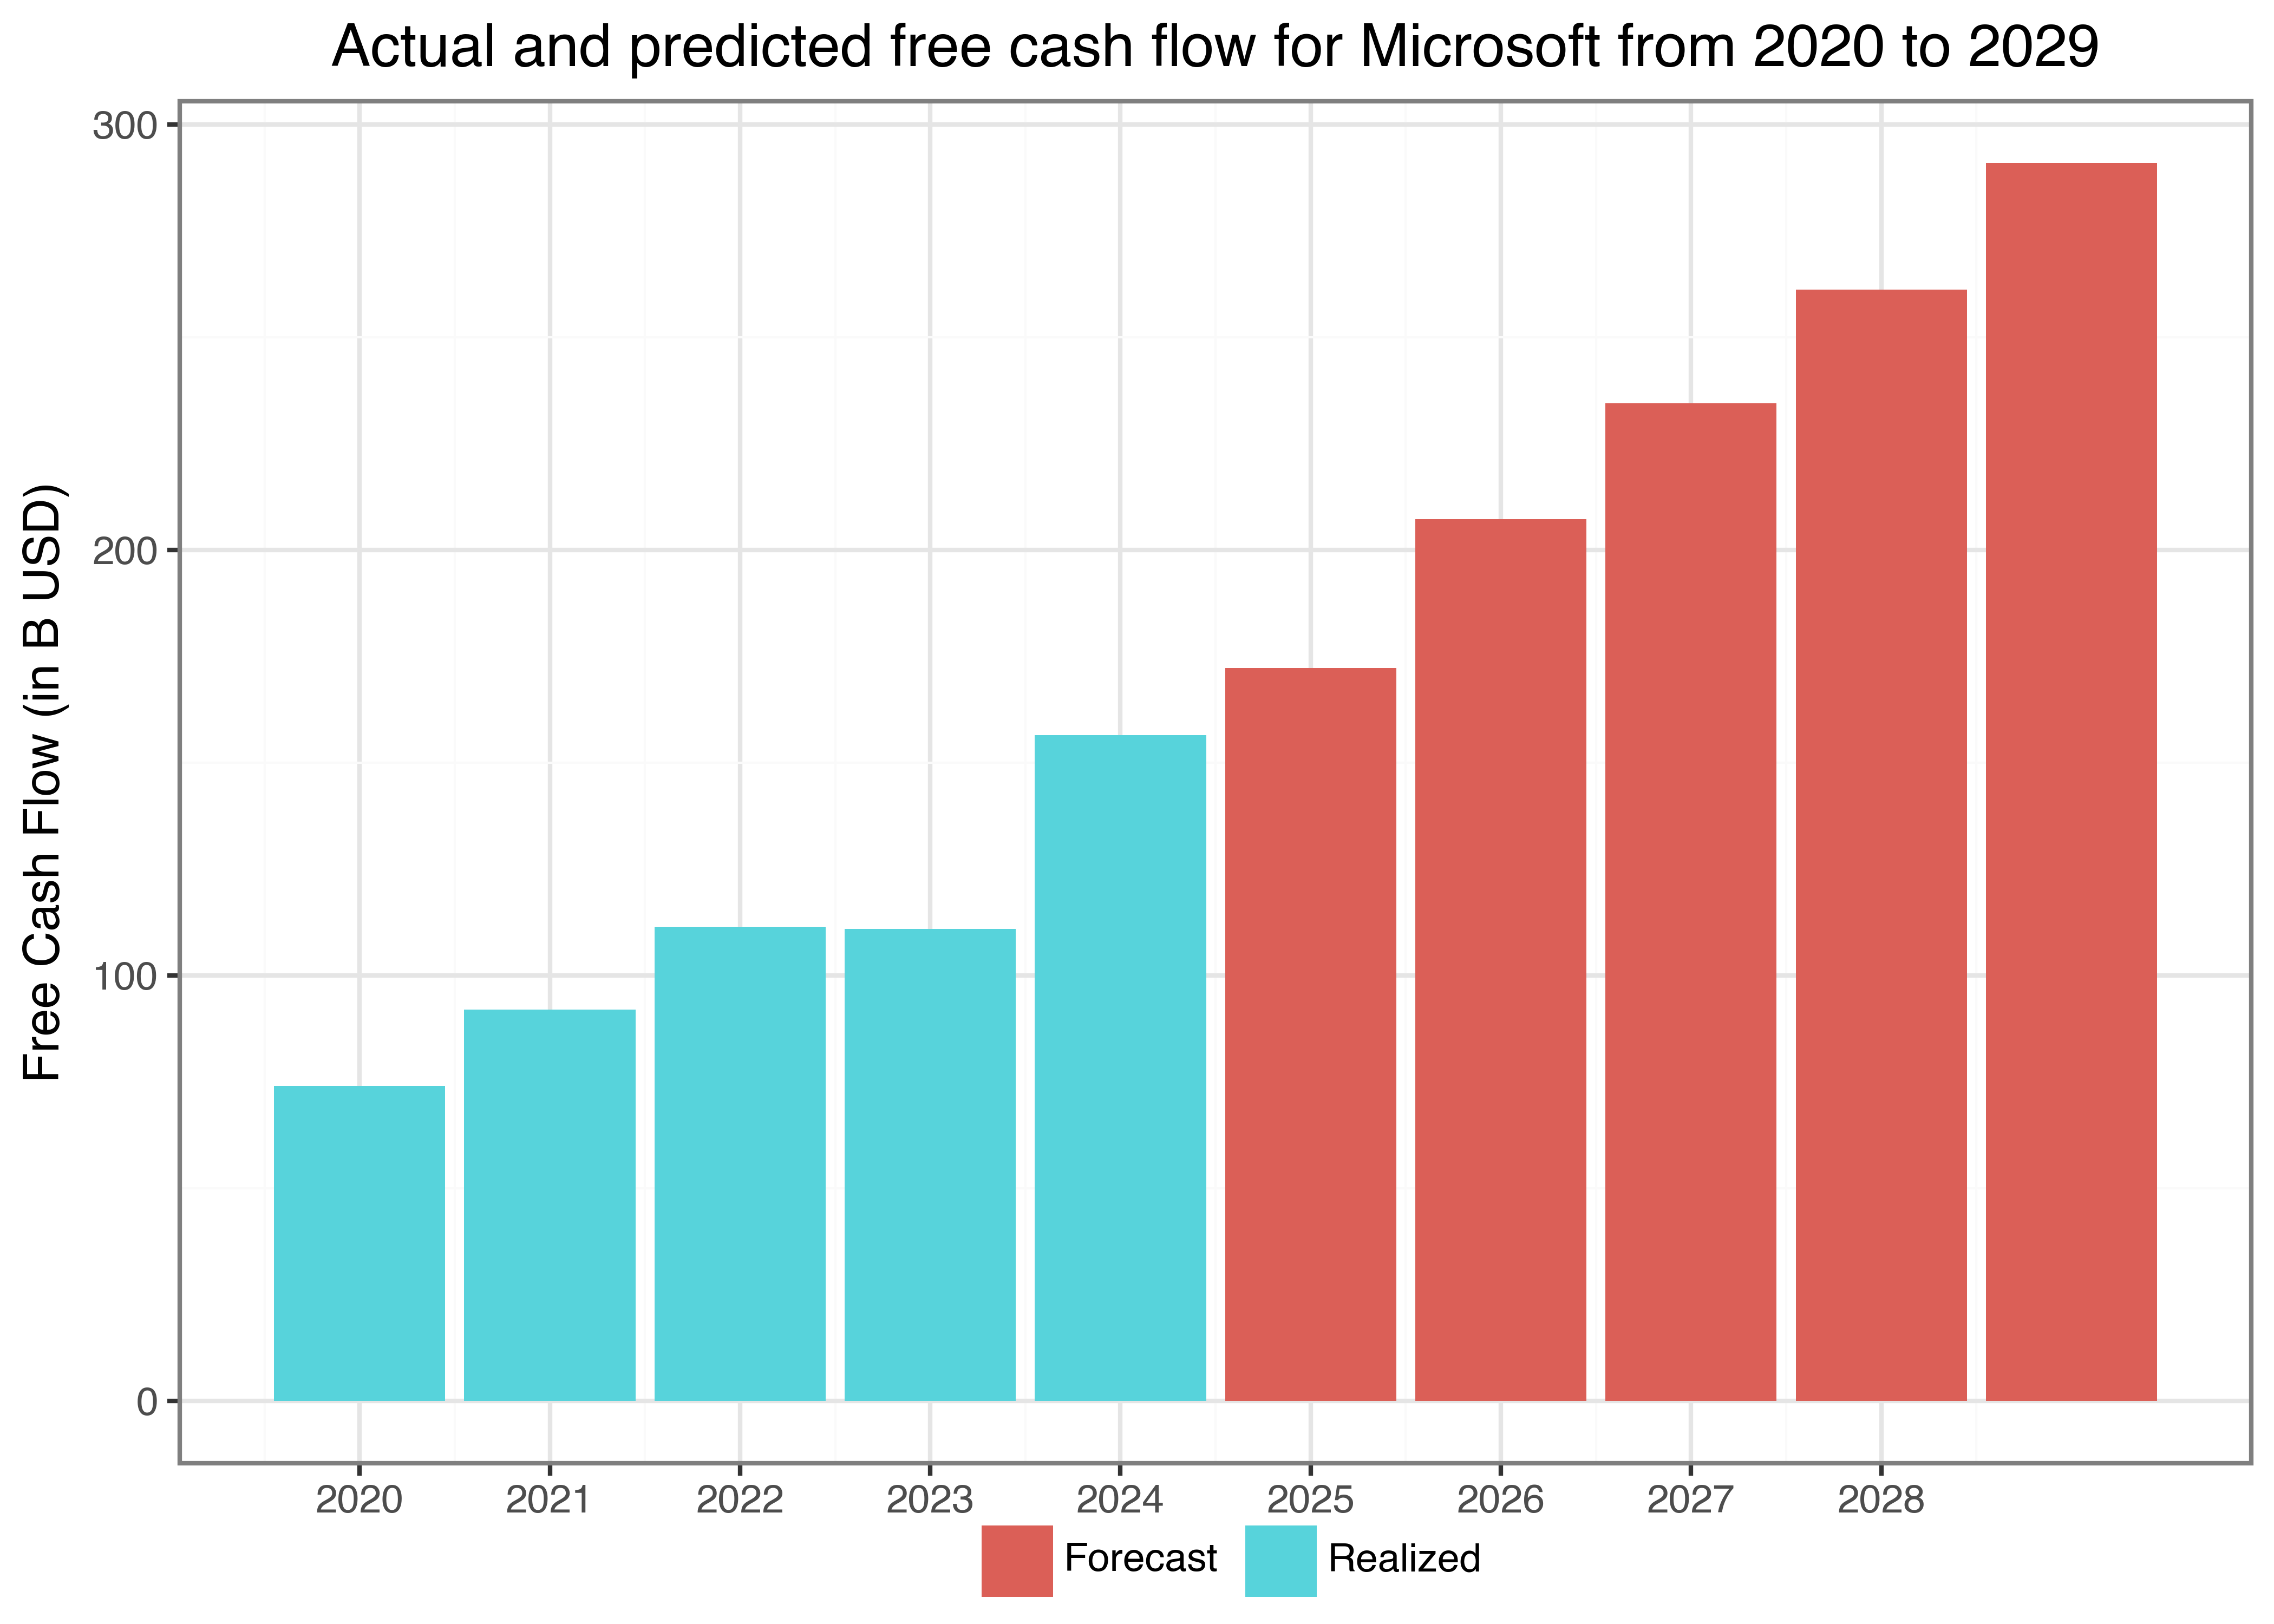 Actual and predicted free cash flow for Microsoft from 2020 to 2029
Free Cash Flow (in B USD)
300
200
100
0
2020 2021 2022 2023 2024 2025 2026 2027 2028
Forecast Realized